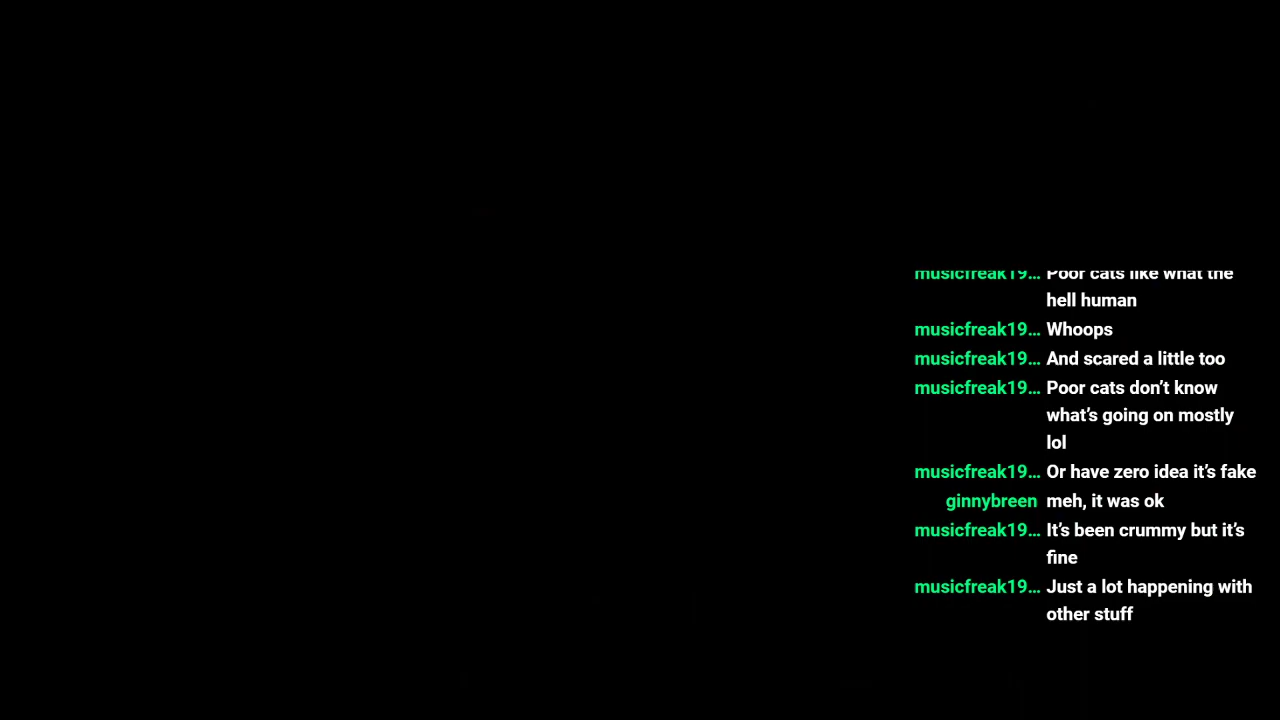 musicfreak19… Poor cats like what the
hell human
musicfreak19… Whoops
musicfreak19… And scared a little too
musicfreak19… Poor cats don’t know
what’s going on mostly
lol
musicfreak19… Or have zero idea it’s fake
ginnybreen meh, it was ok
musicfreak19… It’s been crummy but it’s
fine
musicfreak19… Just a lot happening with
other stuff